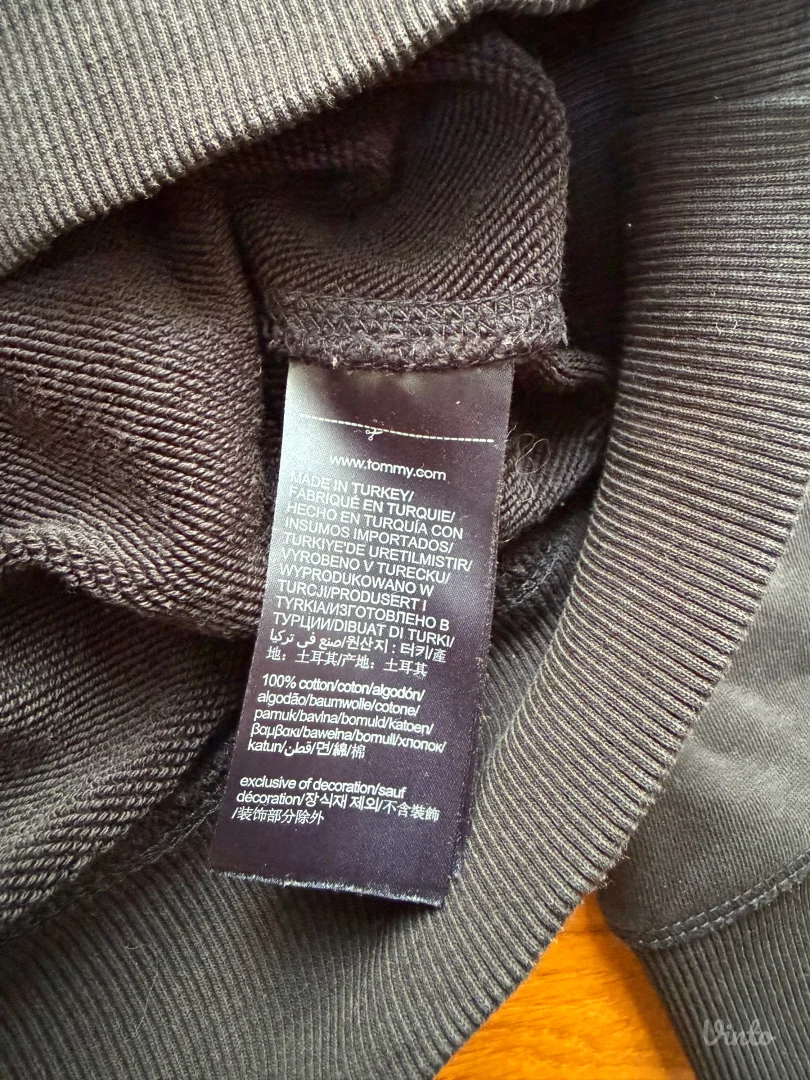 www.tommy.com
MADE IN TURKEY/
FABRIQUÉ EN TURQUIE/
HECHO EN TURQUÍA CON
INSUMOS IMPORTADOS/
TURKIYE'DE URETILMISTIR/
VYROBENO V TURECKU/
WYPRODUKOWANO W
TURCJI/PRODUSERT I
TYRKIA/ИЗГОТОВЛЕНО В
ТУРЦИИ/DIBUAT DI TURKI/
صنع في تركيا/원산지 : 터키/產
地：土耳其/产地：土耳其
100% cotton/coton/algodón/
algodão/baumwolle/cotone/
pamuk/bavlna/bomuld/katoen/
βαμβακι/bawełna/bomull/хлопок/
katun/قطن/면/綿/棉
exclusive of decoration/sauf
décoration/장식재 제외/不含裝飾
/装饰部分除外
Vinto